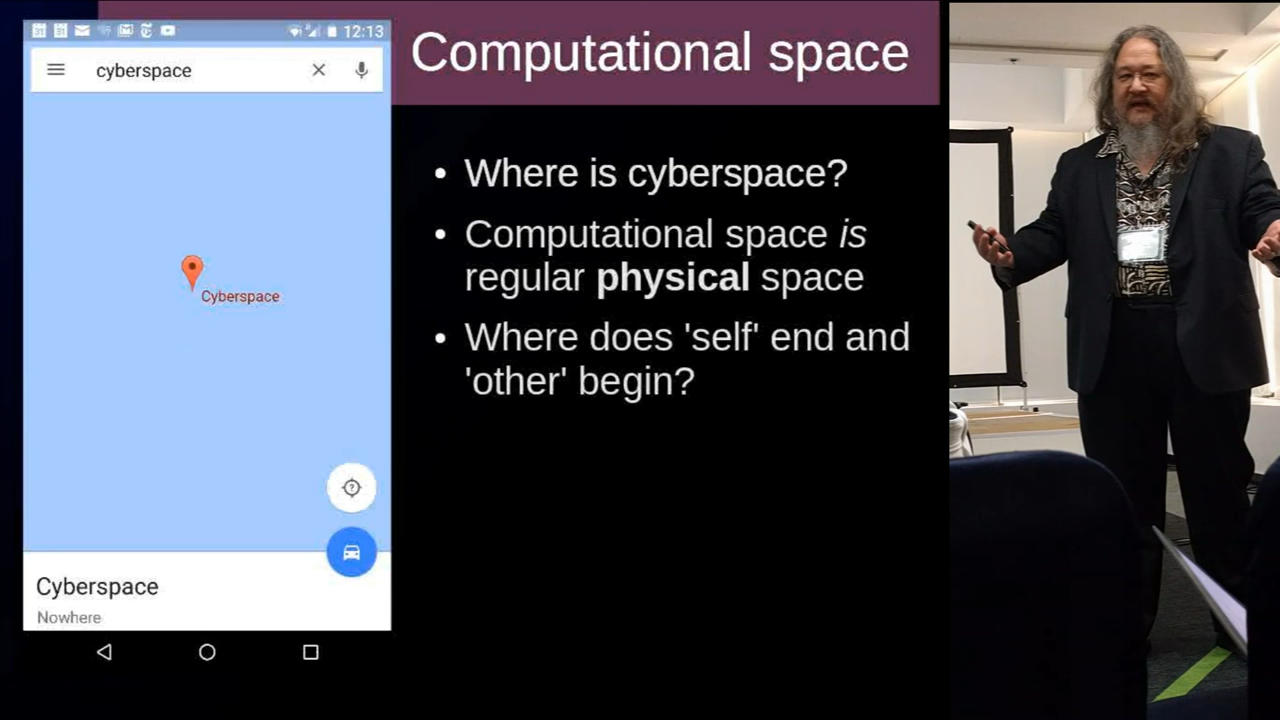 12:13
cyberspace
Cyberspace
Cyberspace
Nowhere
Computational space
• Where is cyberspace?
• Computational space is
regular physical space
• Where does 'self' end and
'other' begin?